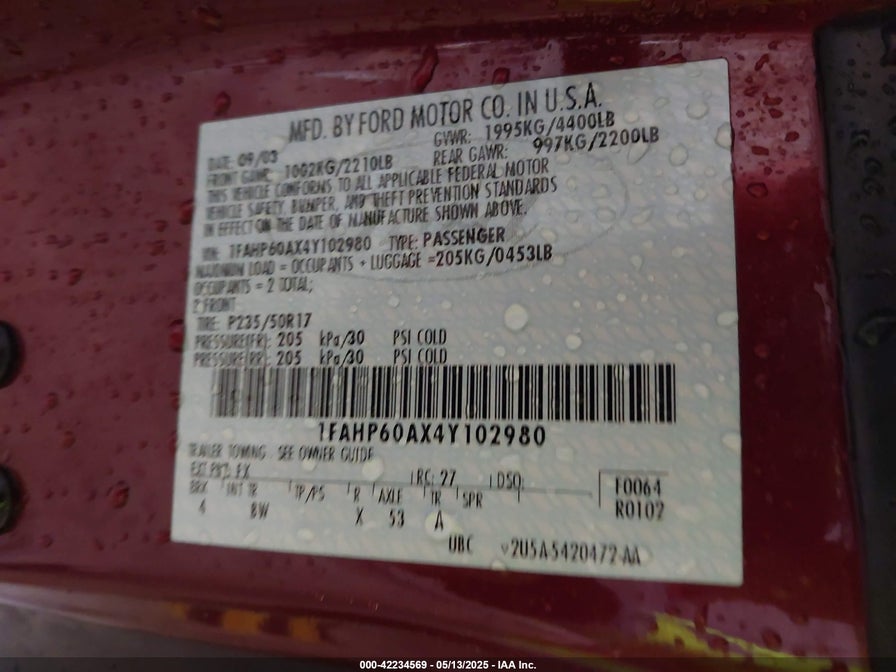 MFD. BY FORD MOTOR CO. IN U.S.A.
DATE: 09/03 GVWR: 1995KG/4400LB
FRONT GAWR: 1002KG/2210LB REAR GAWR: 997KG/2200LB
THIS VEHICLE CONFORMS TO ALL APPLICABLE FEDERAL MOTOR
VEHICLE SAFETY, BUMPER, AND THEFT PREVENTION STANDARDS
IN EFFECT ON THE DATE OF MANUFACTURE SHOWN ABOVE.
VIN: 1FAHP60AX4Y102980 TYPE: PASSENGER
MAXIMUM LOAD = OCCUPANTS + LUGGAGE =205KG/0453LB
OCCUPANTS = 2 TOTAL;
2 FRONT
TIRE: P235/50R17
PRESSURE(FR): 205 kPa/30 PSI COLD
PRESSURE(RR): 205 kPa/30 PSI COLD
1FAHP60AX4Y102980
TRAILER TOWING - SEE OWNER GUIDE
EXT PNT: FX RC: 27 DSO:
BRK INT TR TP/PS R AXLE TR SPR
4 8W X 53 A
F0064
R0102
UBC v2U5A5420472-AA
000-42234569 - 05/13/2025 - IAA Inc.